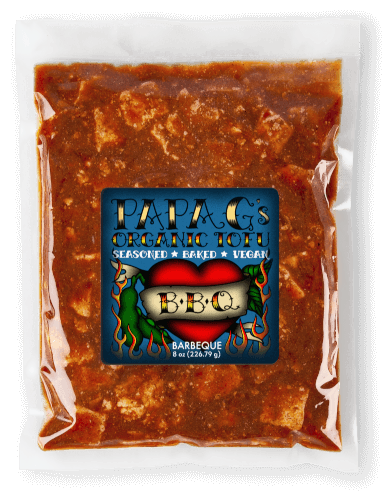 PAPA G's
ORGANIC TOFU
SEASONED ★ BAKED ★ VEGAN
B·B·Q
BARBEQUE
8 oz (226.79 g)